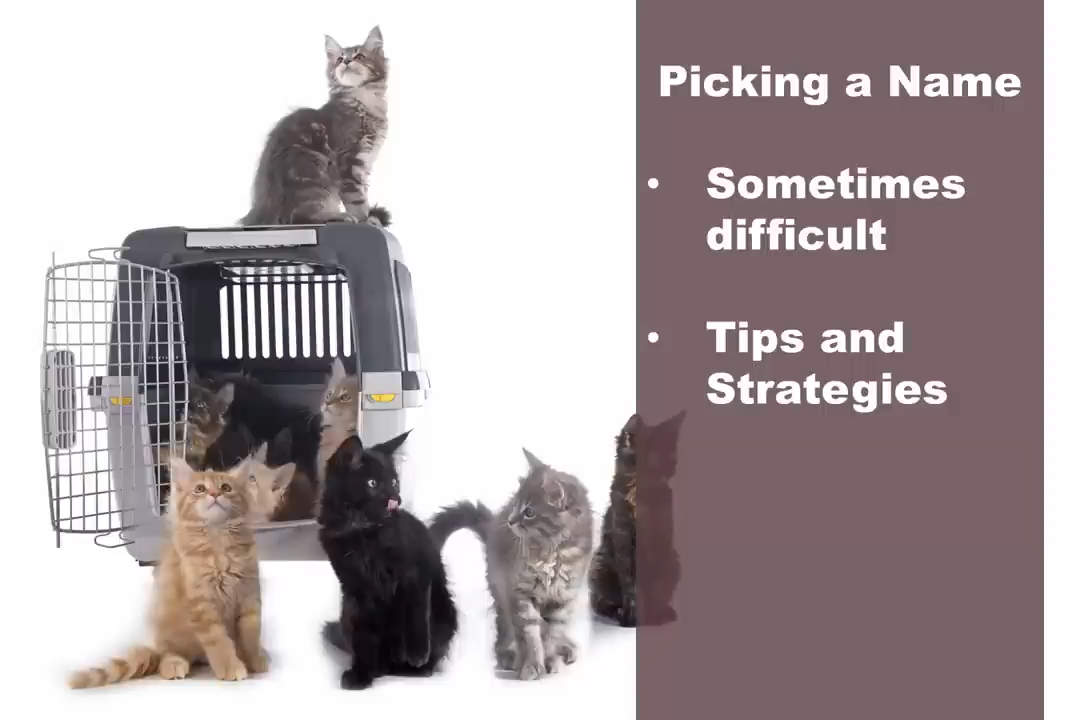 Picking a Name
• Sometimes
difficult
• Tips and
Strategies